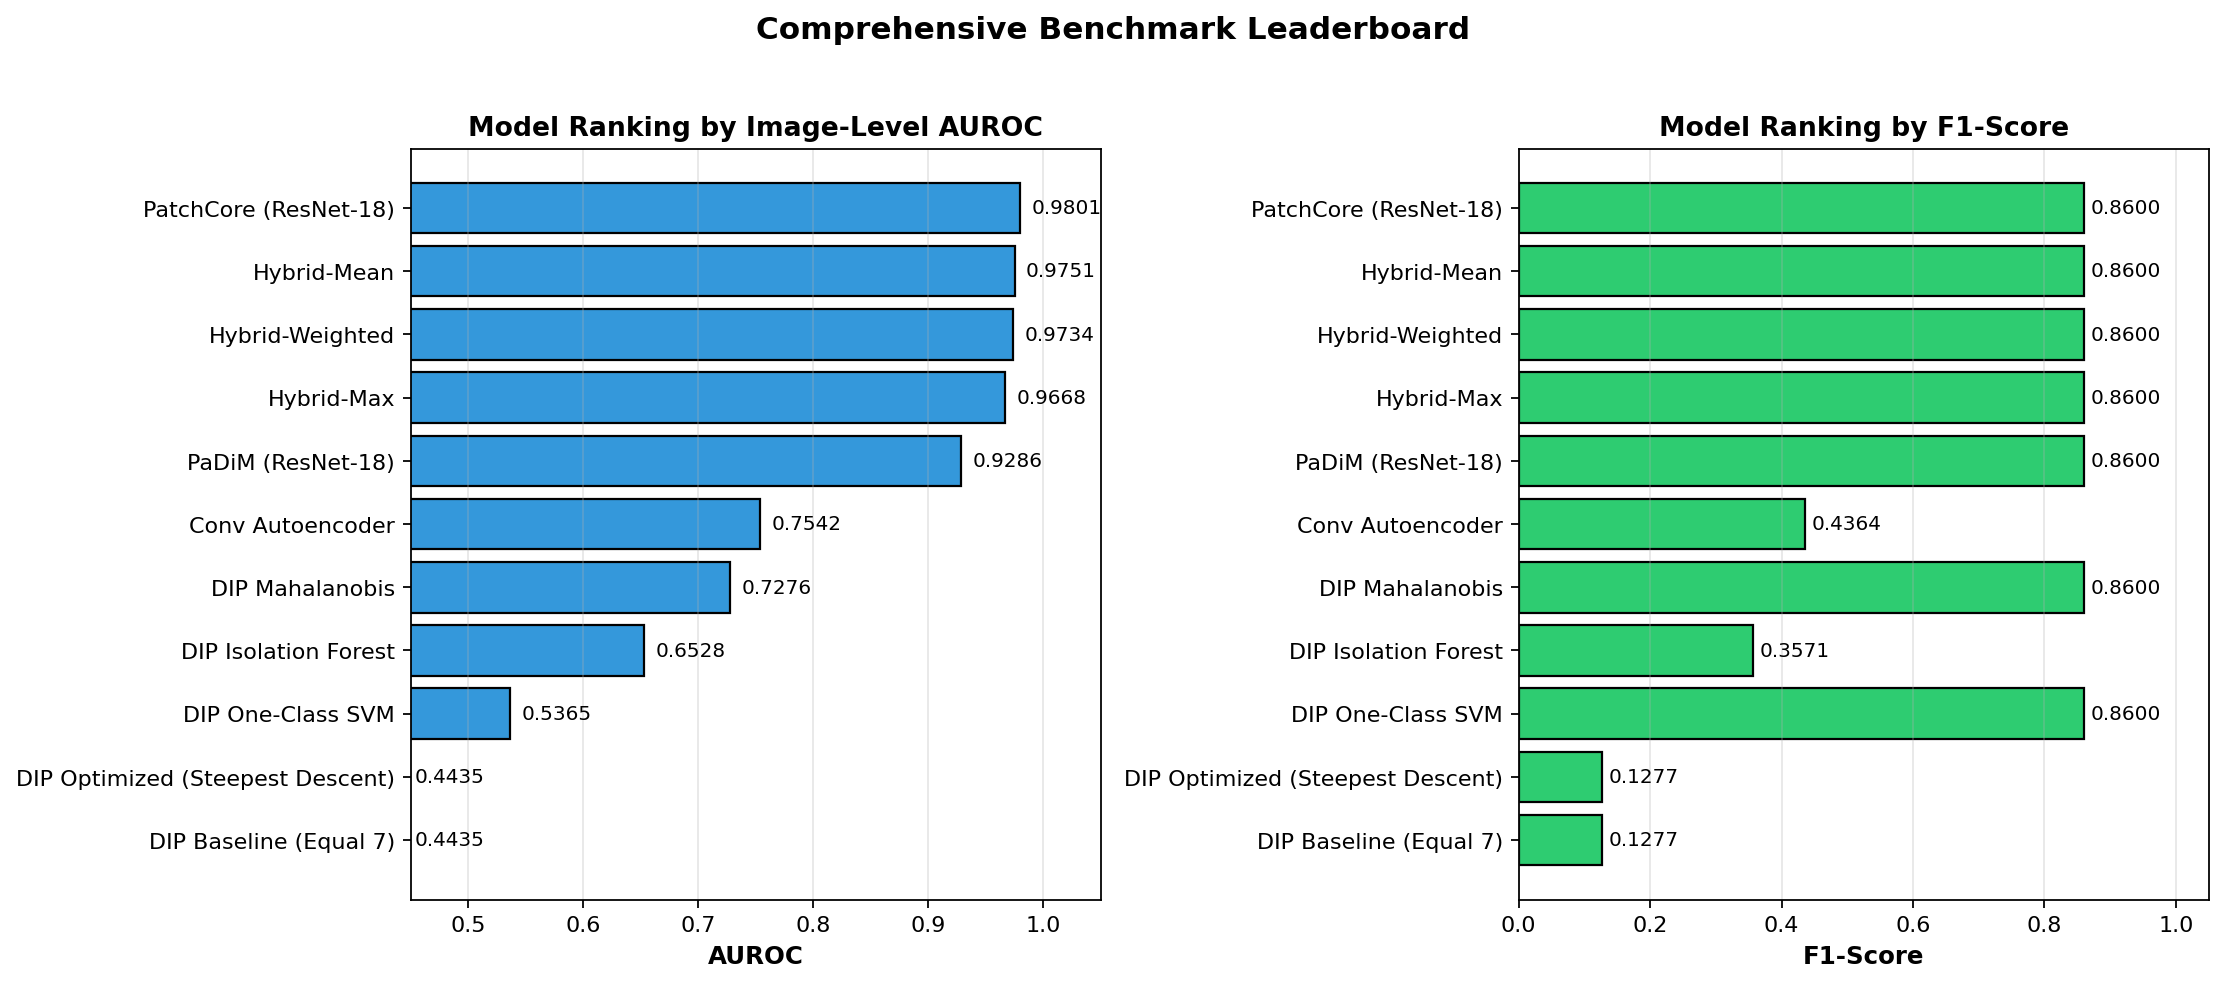 Comprehensive Benchmark Leaderboard
Model Ranking by Image-Level AUROC
PatchCore (ResNet-18) 0.9801
Hybrid-Mean 0.9751
Hybrid-Weighted 0.9734
Hybrid-Max 0.9668
PaDiM (ResNet-18) 0.9286
Conv Autoencoder 0.7542
DIP Mahalanobis 0.7276
DIP Isolation Forest 0.6528
DIP One-Class SVM 0.5365
DIP Optimized (Steepest Descent) 0.4435
DIP Baseline (Equal 7) 0.4435
0.5 0.6 0.7 0.8 0.9 1.0
AUROC
Model Ranking by F1-Score
PatchCore (ResNet-18) 0.8600
Hybrid-Mean 0.8600
Hybrid-Weighted 0.8600
Hybrid-Max 0.8600
PaDiM (ResNet-18) 0.8600
Conv Autoencoder 0.4364
DIP Mahalanobis 0.8600
DIP Isolation Forest 0.3571
DIP One-Class SVM 0.8600
DIP Optimized (Steepest Descent) 0.1277
DIP Baseline (Equal 7) 0.1277
0.0 0.2 0.4 0.6 0.8 1.0
F1-Score